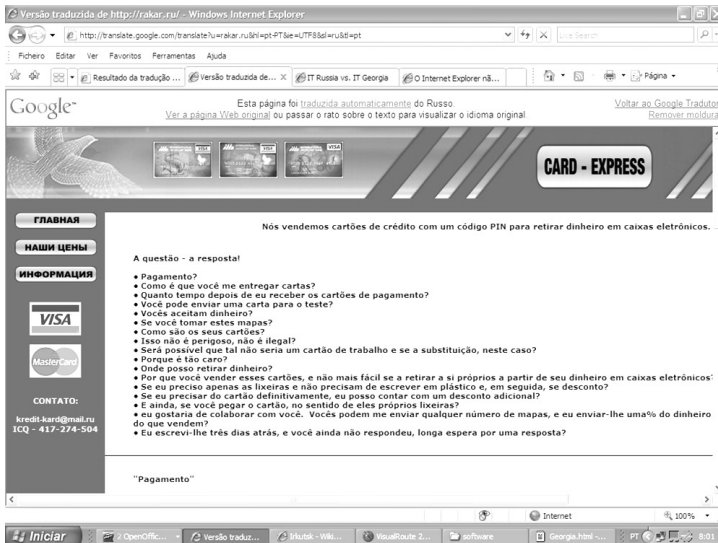 Versão traduzida de http://rakar.ru/ - Windows Internet Explorer
http://translate.google.com/translate?u=rakar.ru&hl=pt-PT&ie=UTF8&sl=ru&tl=pt
Live Search
Ficheiro Editar Ver Favoritos Ferramentas Ajuda
Resultado da tradução ... Versão traduzida de... X IT Russia vs. IT Georgia O Internet Explorer nã... Página
Google
Esta página foi traduzida automaticamente do Russo.
Ver a página Web original ou passar o rato sobre o texto para visualizar o idioma original.
Voltar ao Google Tradutor
Remover moldura
VISA VISA VISA
CARD - EXPRESS
ГЛАВНАЯ
НАШИ ЦЕНЫ
ИНФОРМАЦИЯ
VISA
MasterCard
CONTATO:
kredit-kard@mail.ru
ICQ - 417-274-504
Nós vendemos cartões de crédito com um código PIN para retirar dinheiro em caixas eletrônicos.
A questão - a resposta!
• Pagamento?
• Como é que você me entregar cartas?
• Quanto tempo depois de eu receber os cartões de pagamento?
• Você pode enviar uma carta para o teste?
• Vocês aceitam dinheiro?
• Se você tomar estes mapas?
• Como são os seus cartões?
• Isso não é perigoso, não é ilegal?
• Será possível que tal não seria um cartão de trabalho e se a substituição, neste caso?
• Porque é tão caro?
• Onde posso retirar dinheiro?
• Por que você vender esses cartões, e não mais fácil se a retirar a si próprios a partir de seu dinheiro em caixas eletrônicos?
• Se eu preciso apenas as lixeiras e não precisam de escrever em plástico e, em seguida, se desconto?
• Se eu precisar do cartão definitivamente, eu posso contar com um desconto adicional?
• E ainda, se você pegar o cartão, no sentido de eles próprios lixeiras?
• eu gostaria de colaborar com você. Vocês podem me enviar qualquer número de mapas, e eu enviar-lhe uma% do dinheiro
do que vendem?
• Eu escrevi-lhe três dias atrás, e você ainda não respondeu, longa espera por uma resposta?
"Pagamento"
Internet 100%
Iniciar 2 OpenOffic... Versão traduz... Irkutsk - Wiki... VisualRoute 2... software Georgia.html -... PT 8:01